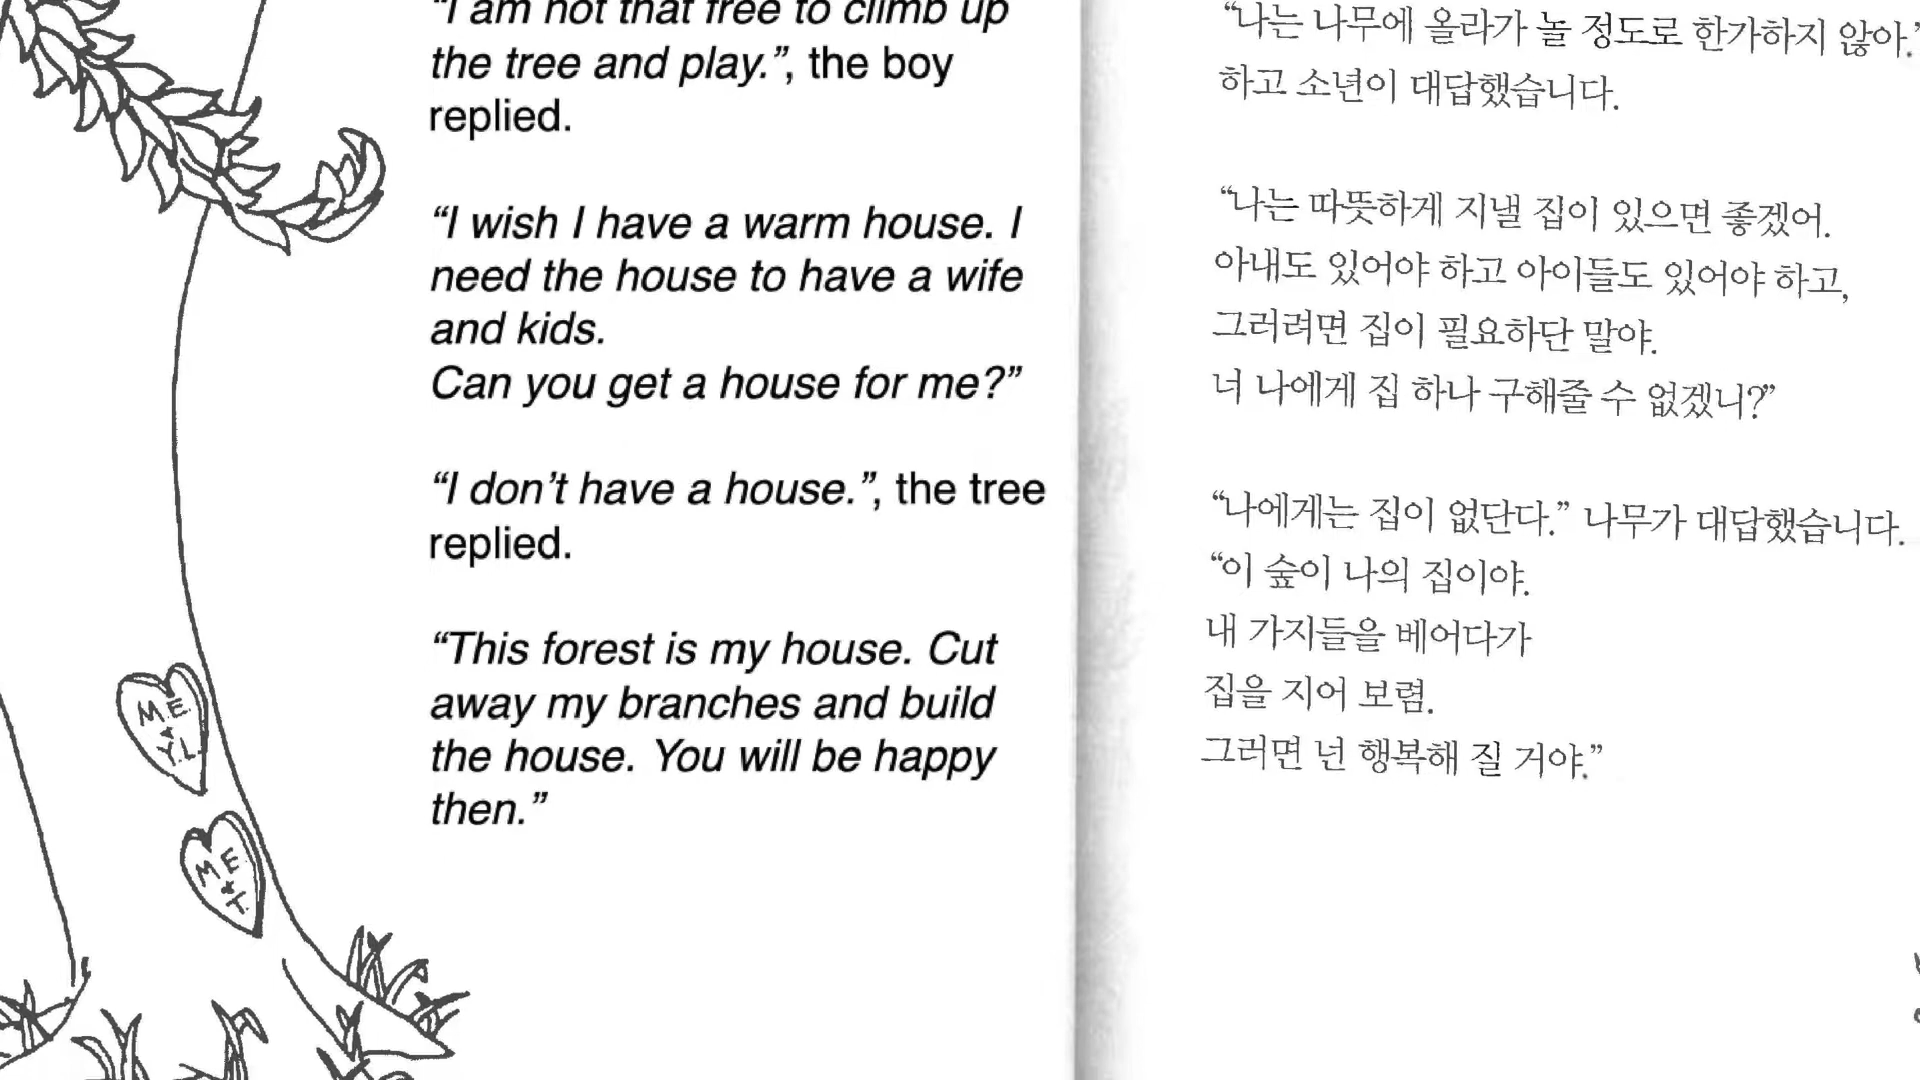 “I am not that free to climb up
the tree and play.”, the boy
replied.
“I wish I have a warm house. I
need the house to have a wife
and kids.
Can you get a house for me?”
“I don’t have a house.”, the tree
replied.
“This forest is my house. Cut
away my branches and build
the house. You will be happy
then.”
ME
+
Y.L.
ME
+
T.
“나는 나무에 올라가 놀 정도로 한가하지 않아.”
하고 소년이 대답했습니다.
“나는 따뜻하게 지낼 집이 있으면 좋겠어.
아내도 있어야 하고 아이들도 있어야 하고,
그러려면 집이 필요하단 말야.
너 나에게 집 하나 구해줄 수 없겠니?”
“나에게는 집이 없단다.” 나무가 대답했습니다.
“이 숲이 나의 집이야.
내 가지들을 베어다가
집을 지어 보렴.
그러면 넌 행복해 질 거야.”